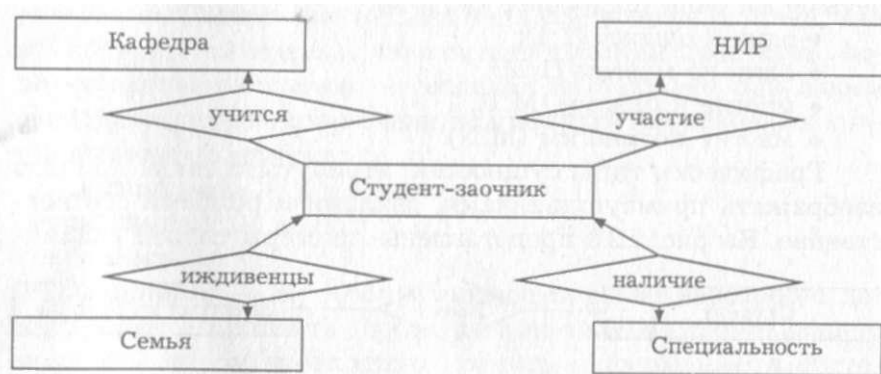 Кафедра
НИР
учится
участие
Студент-заочник
иждивенцы
наличие
Семья
Специальность